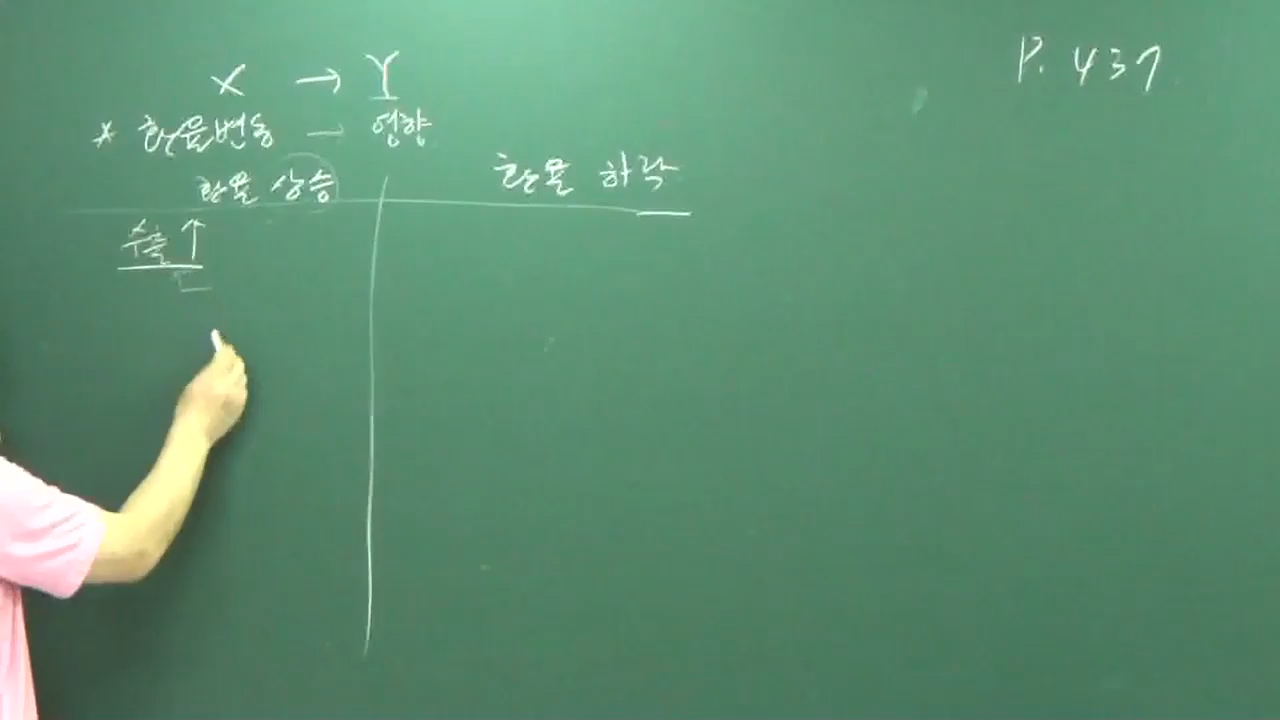 P. 437
X → Y
* 환율변동 → 영향
환율 상승
환율 하락
수출 ↑
ㄷ